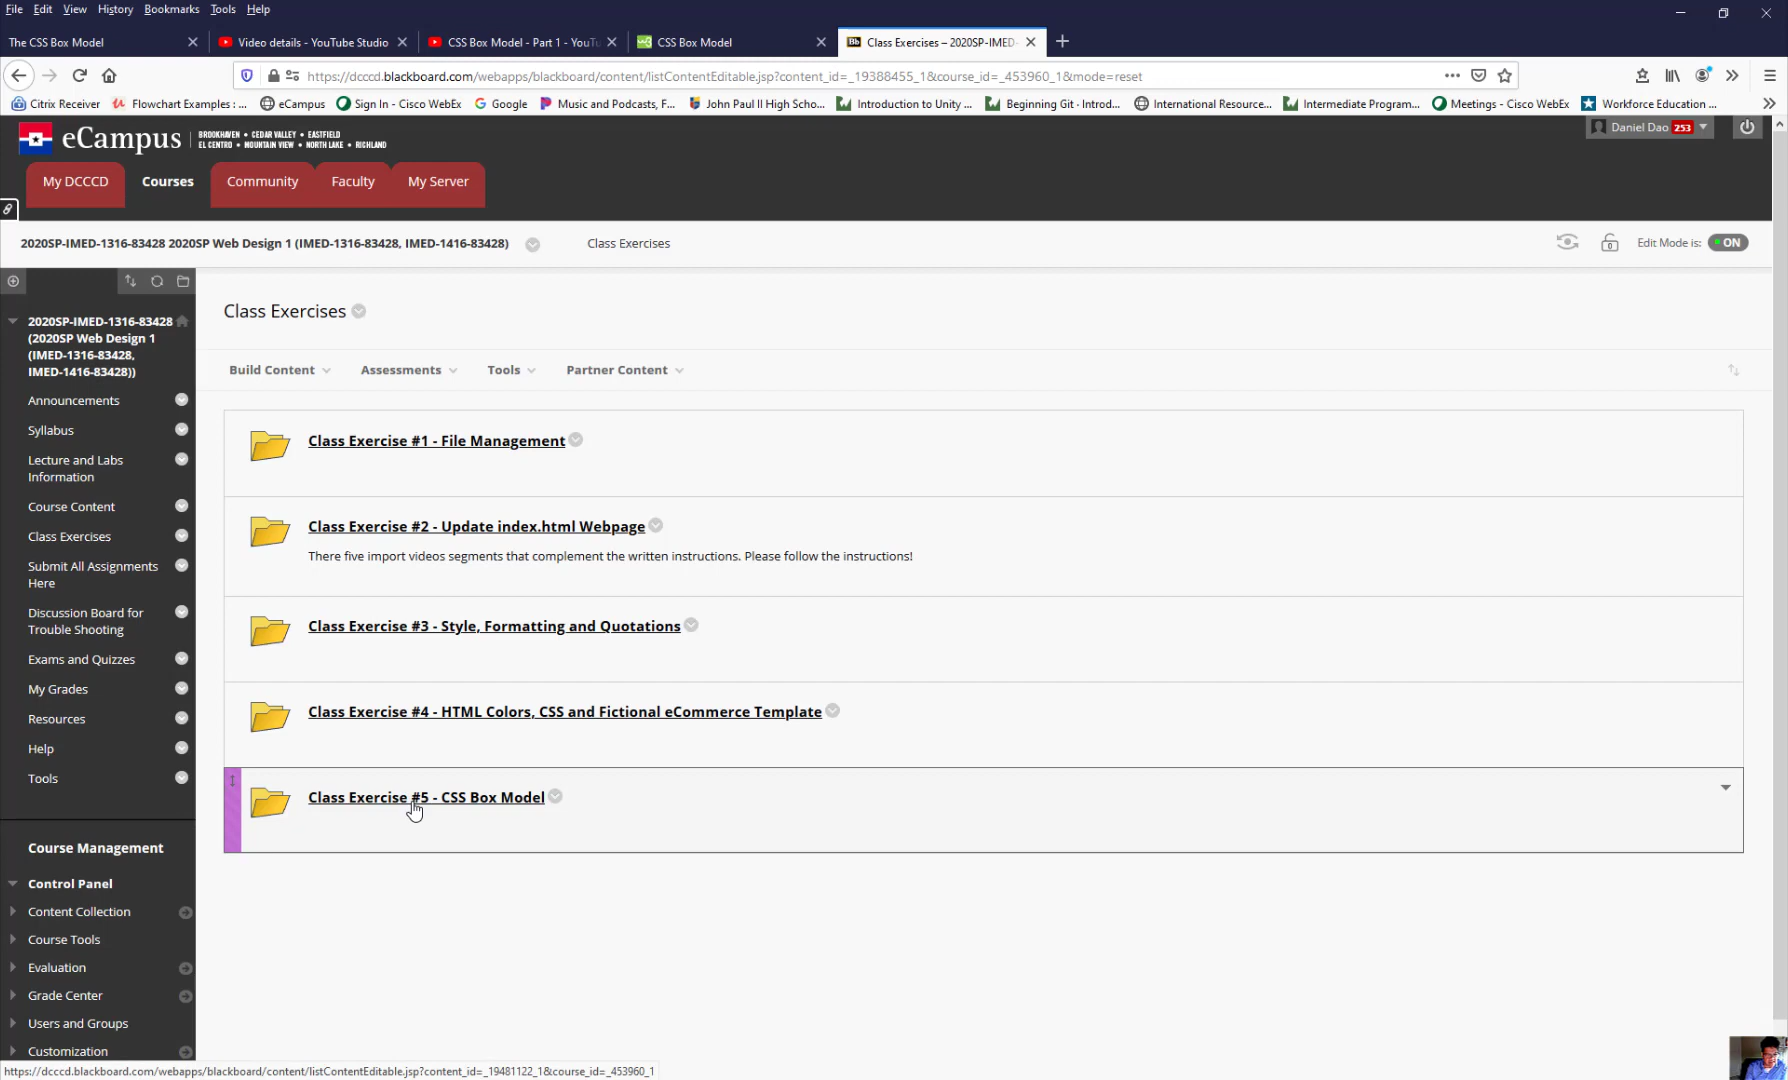 File Edit View History Bookmarks Tools Help
The CSS Box Model
Video details - YouTube Studio
CSS Box Model - Part 1 - YouTu
CSS Box Model
Bb Class Exercises – 2020SP-IMED-
https://dcccd.blackboard.com/webapps/blackboard/content/listContentEditable.jsp?content_id=_19388455_1&course_id=_453960_1&mode=reset
Citrix Receiver
Flowchart Examples : ...
eCampus
Sign In - Cisco WebEx
Google
Music and Podcasts, F...
John Paul II High Scho...
Introduction to Unity ...
Beginning Git - Introd...
International Resource...
Intermediate Program...
Meetings - Cisco WebEx
Workforce Education ...
eCampus
BROOKHAVEN • CEDAR VALLEY • EASTFIELD
EL CENTRO • MOUNTAIN VIEW • NORTH LAKE • RICHLAND
Daniel Dao 253
My DCCCD
Courses
Community
Faculty
My Server
2020SP-IMED-1316-83428 2020SP Web Design 1 (IMED-1316-83428, IMED-1416-83428)
Class Exercises
Edit Mode is: ON
2020SP-IMED-1316-83428
(2020SP Web Design 1
(IMED-1316-83428,
IMED-1416-83428))
Announcements
Syllabus
Lecture and Labs
Information
Course Content
Class Exercises
Submit All Assignments
Here
Discussion Board for
Trouble Shooting
Exams and Quizzes
My Grades
Resources
Help
Tools
Course Management
Control Panel
Content Collection
Course Tools
Evaluation
Grade Center
Users and Groups
Customization
Class Exercises
Build Content
Assessments
Tools
Partner Content
Class Exercise #1 - File Management
Class Exercise #2 - Update index.html Webpage
There five import videos segments that complement the written instructions. Please follow the instructions!
Class Exercise #3 - Style, Formatting and Quotations
Class Exercise #4 - HTML Colors, CSS and Fictional eCommerce Template
Class Exercise #5 - CSS Box Model
https://dcccd.blackboard.com/webapps/blackboard/content/listContentEditable.jsp?content_id=_19481122_1&course_id=_453960_1